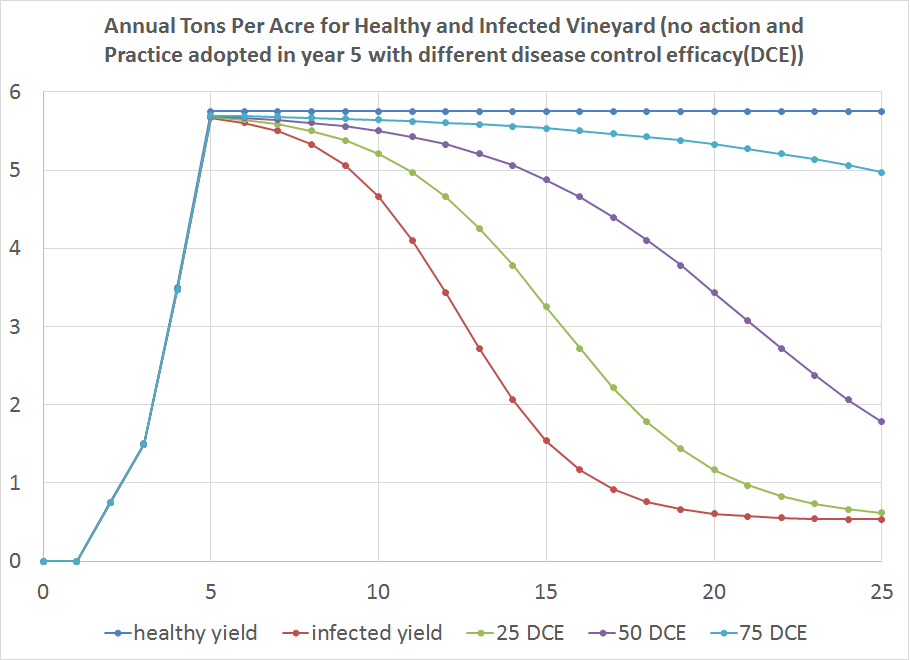 Annual Tons Per Acre for Healthy and Infected Vineyard (no action and
Practice adopted in year 5 with different disease control efficacy(DCE))
6
5
4
3
2
1
0
0 5 10 15 20 25
healthy yield infected yield 25 DCE 50 DCE 75 DCE